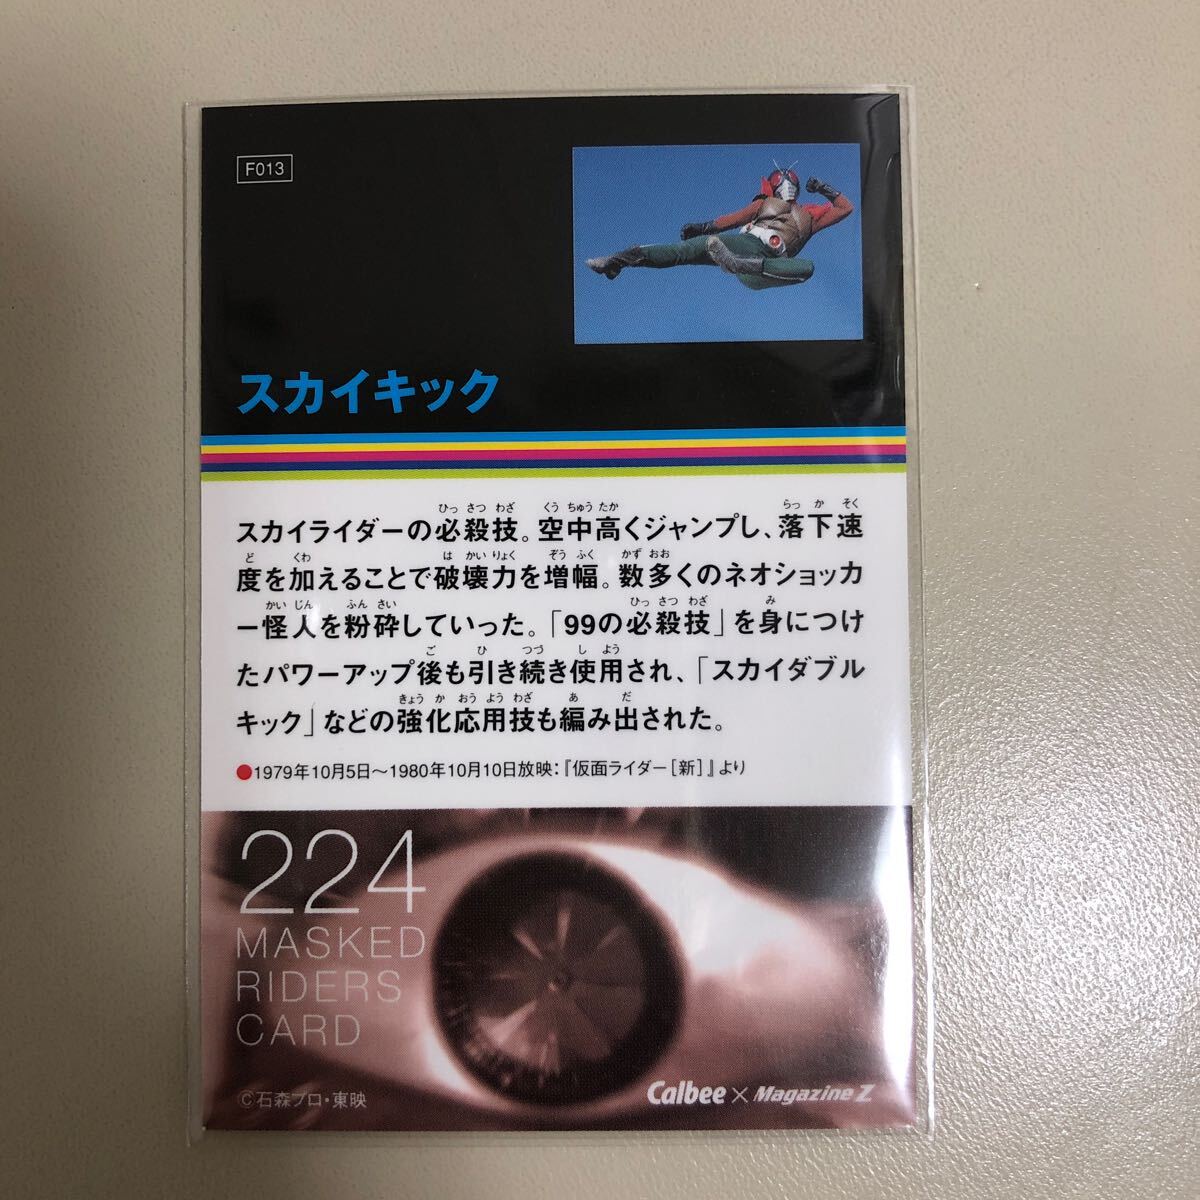 F013
スカイキック
スカイライダーの必殺技。空中高くジャンプし、落下速
度を加えることで破壊力を増幅。数多くのネオショッカ
ー怪人を粉砕していった。「99の必殺技」を身につけ
たパワーアップ後も引き続き使用され、「スカイダブル
キック」などの強化応用技も編み出された。
●1979年10月5日〜1980年10月10日放映：『仮面ライダー［新］』より
224
MASKED
RIDERS
CARD
©石森プロ・東映
Calbee × Magazine Z